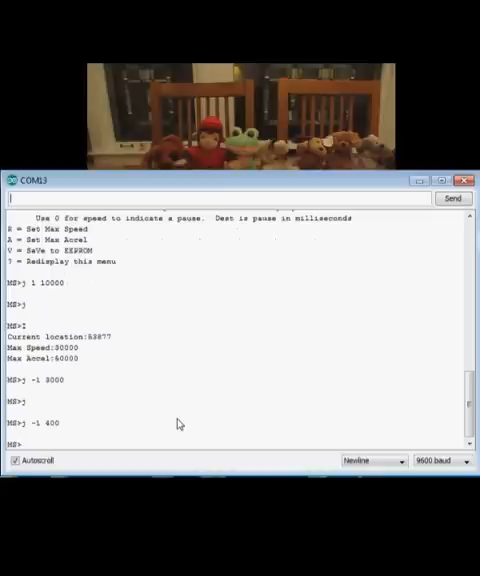 COM13
Send
Use 0 for speed to indicate a pause. Dest is pause in milliseconds
R = Set Max Speed
A = Set Max Accel
V = SaVe to EEPROM
? = Redisplay this menu
MS>j 1 10000
MS>j
MS>I
Current location:53877
Max Speed:30000
Max Accel:60000
MS>j -1 3000
MS>j
MS>j -1 400
MS>
Autoscroll
Newline
9600 baud